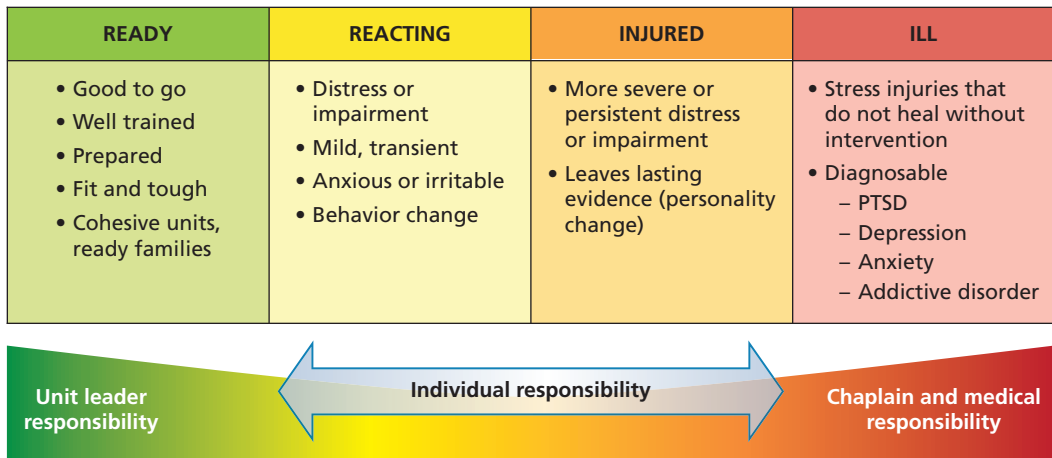 READY
REACTING
INJURED
ILL
• Good to go
• Well trained
• Prepared
• Fit and tough
• Cohesive units,
ready families
• Distress or
impairment
• Mild, transient
• Anxious or irritable
• Behavior change
• More severe or
persistent distress
or impairment
• Leaves lasting
evidence (personality
change)
• Stress injuries that
do not heal without
intervention
• Diagnosable
– PTSD
– Depression
– Anxiety
– Addictive disorder
Unit leader
responsibility
Individual responsibility
Chaplain and medical
responsibility